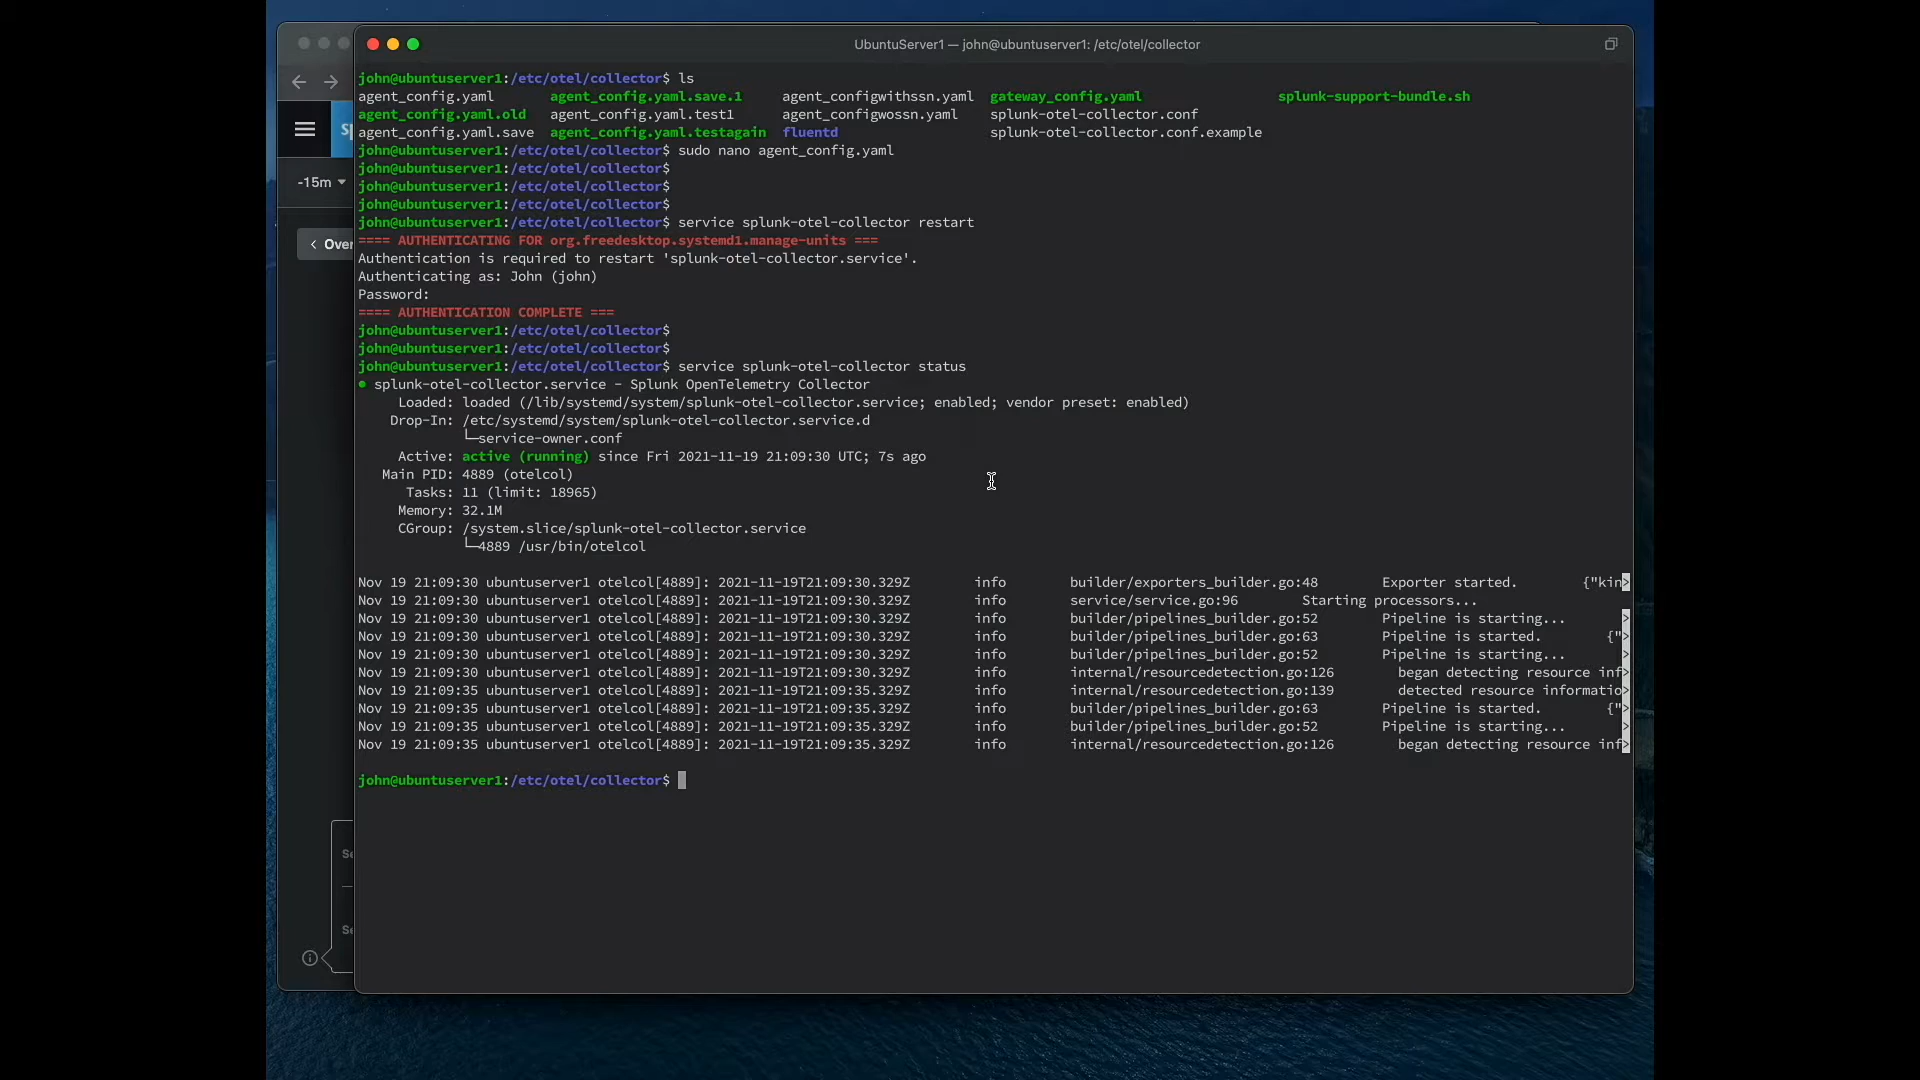 UbuntuServer1 — john@ubuntuserver1: /etc/otel/collector
-15m
Over
john@ubuntuserver1:/etc/otel/collector$ ls
agent_config.yaml agent_config.yaml.save.1 agent_configwithssn.yaml gateway_config.yaml splunk-support-bundle.sh
agent_config.yaml.old agent_config.yaml.test1 agent_configwossn.yaml splunk-otel-collector.conf
agent_config.yaml.save agent_config.yaml.testagain fluentd splunk-otel-collector.conf.example
john@ubuntuserver1:/etc/otel/collector$ sudo nano agent_config.yaml
john@ubuntuserver1:/etc/otel/collector$
john@ubuntuserver1:/etc/otel/collector$
john@ubuntuserver1:/etc/otel/collector$
john@ubuntuserver1:/etc/otel/collector$ service splunk-otel-collector restart
==== AUTHENTICATING FOR org.freedesktop.systemd1.manage-units ===
Authentication is required to restart 'splunk-otel-collector.service'.
Authenticating as: John (john)
Password:
==== AUTHENTICATION COMPLETE ===
john@ubuntuserver1:/etc/otel/collector$
john@ubuntuserver1:/etc/otel/collector$
john@ubuntuserver1:/etc/otel/collector$ service splunk-otel-collector status
● splunk-otel-collector.service - Splunk OpenTelemetry Collector
Loaded: loaded (/lib/systemd/system/splunk-otel-collector.service; enabled; vendor preset: enabled)
Drop-In: /etc/systemd/system/splunk-otel-collector.service.d
└─service-owner.conf
Active: active (running) since Fri 2021-11-19 21:09:30 UTC; 7s ago
Main PID: 4889 (otelcol)
Tasks: 11 (limit: 18965)
Memory: 32.1M
CGroup: /system.slice/splunk-otel-collector.service
└─4889 /usr/bin/otelcol
Nov 19 21:09:30 ubuntuserver1 otelcol[4889]: 2021-11-19T21:09:30.329Z info builder/exporters_builder.go:48 Exporter started. {"kin>
Nov 19 21:09:30 ubuntuserver1 otelcol[4889]: 2021-11-19T21:09:30.329Z info service/service.go:96 Starting processors...
Nov 19 21:09:30 ubuntuserver1 otelcol[4889]: 2021-11-19T21:09:30.329Z info builder/pipelines_builder.go:52 Pipeline is starting... >
Nov 19 21:09:30 ubuntuserver1 otelcol[4889]: 2021-11-19T21:09:30.329Z info builder/pipelines_builder.go:63 Pipeline is started. {">
Nov 19 21:09:30 ubuntuserver1 otelcol[4889]: 2021-11-19T21:09:30.329Z info builder/pipelines_builder.go:52 Pipeline is starting... >
Nov 19 21:09:30 ubuntuserver1 otelcol[4889]: 2021-11-19T21:09:30.329Z info internal/resourcedetection.go:126 began detecting resource inf>
Nov 19 21:09:35 ubuntuserver1 otelcol[4889]: 2021-11-19T21:09:35.329Z info internal/resourcedetection.go:139 detected resource informatio>
Nov 19 21:09:35 ubuntuserver1 otelcol[4889]: 2021-11-19T21:09:35.329Z info builder/pipelines_builder.go:63 Pipeline is started. {">
Nov 19 21:09:35 ubuntuserver1 otelcol[4889]: 2021-11-19T21:09:35.329Z info builder/pipelines_builder.go:52 Pipeline is starting... >
Nov 19 21:09:35 ubuntuserver1 otelcol[4889]: 2021-11-19T21:09:35.329Z info internal/resourcedetection.go:126 began detecting resource inf>
john@ubuntuserver1:/etc/otel/collector$